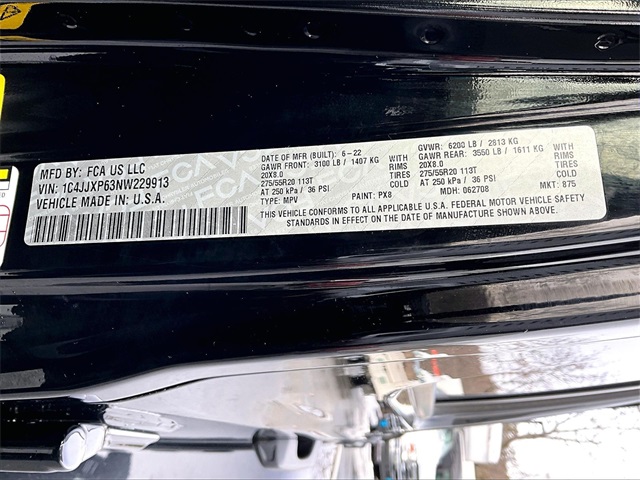 MFD BY: FCA US LLC
VIN: 1C4JJXP63NW229913
VEHICLE MADE IN: U.S.A.
DATE OF MFR (BUILT): 6-22
GAWR FRONT: 3100 LB / 1407 KG WITH
20X8.0 RIMS
275/55R20 113T TIRES
AT 250 kPa / 36 PSI COLD
TYPE: MPV PAINT: PX8
GVWR: 6200 LB / 2813 KG
GAWR REAR: 3550 LB / 1611 KG WITH
20X8.0 RIMS
275/55R20 113T TIRES
AT 250 kPa / 36 PSI COLD
MDH: 062708 MKTG: 875
THIS VEHICLE CONFORMS TO ALL APPLICABLE U.S.A. FEDERAL MOTOR VEHICLE SAFETY
STANDARDS IN EFFECT ON THE DATE OF MANUFACTURE SHOWN ABOVE.